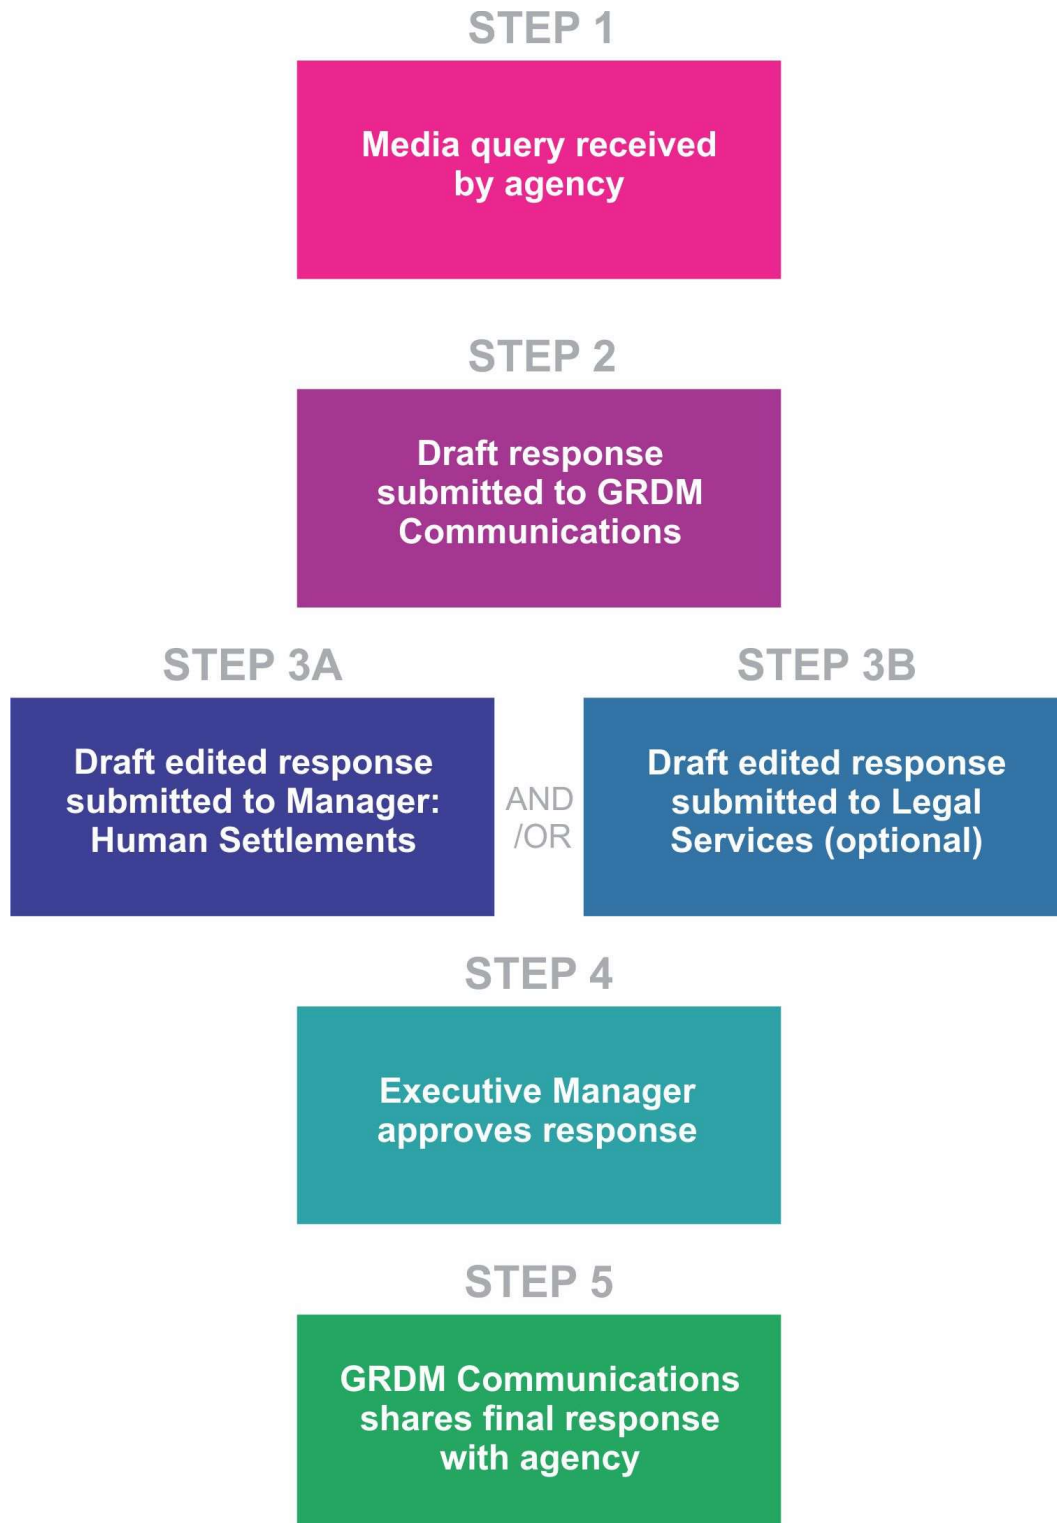 STEP 1
Media query received
by agency
STEP 2
Draft response
submitted to GRDM
Communications
STEP 3A
Draft edited response
submitted to Manager:
Human Settlements
AND
/OR
STEP 3B
Draft edited response
submitted to Legal
Services (optional)
STEP 4
Executive Manager
approves response
STEP 5
GRDM Communications
shares final response
with agency